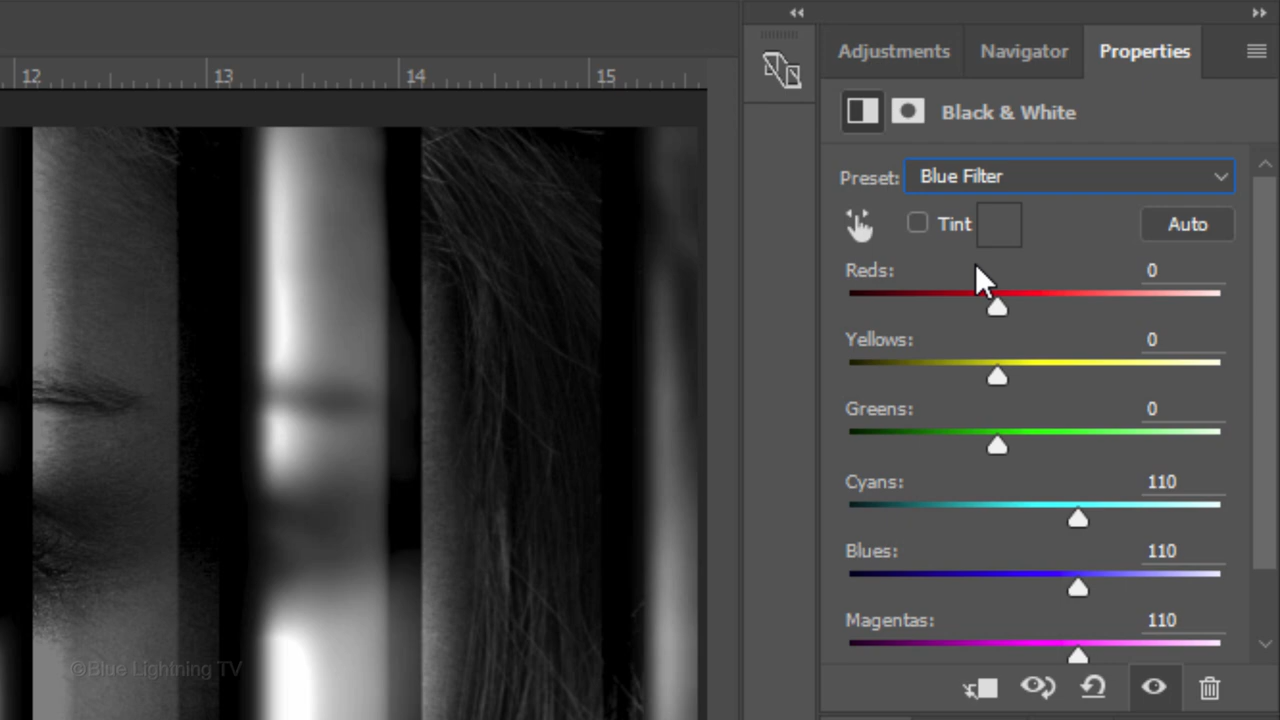 12 13 14 15
Adjustments Navigator Properties
Black & White
Preset: Blue Filter
Tint Auto
Reds: 0
Yellows: 0
Greens: 0
Cyans: 110
Blues: 110
Magentas: 110
©Blue Lightning TV